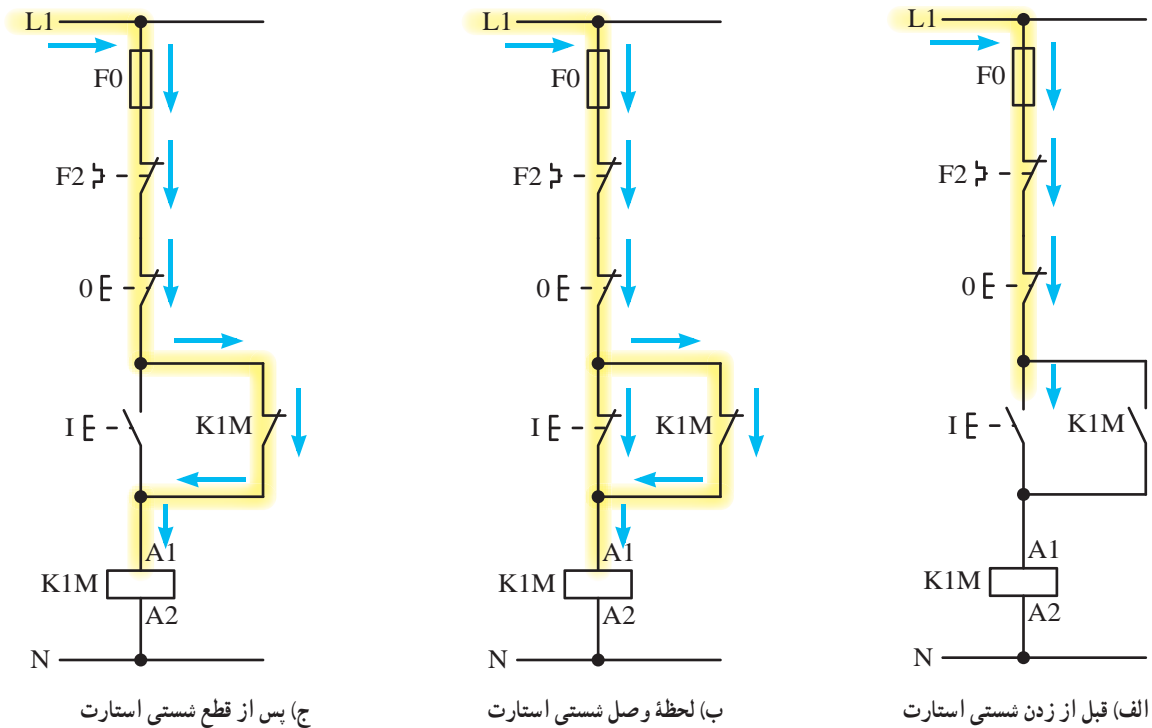 L1
F0
F2
0
I
K1M
A1
K1M
A2
N
الف) قبل از زدن شستی استارت
L1
F0
F2
0
I
K1M
A1
K1M
A2
N
ب) لحظهٔ وصل شستی استارت
L1
F0
F2
0
I
K1M
A1
K1M
A2
N
ج) پس از قطع شستی استارت